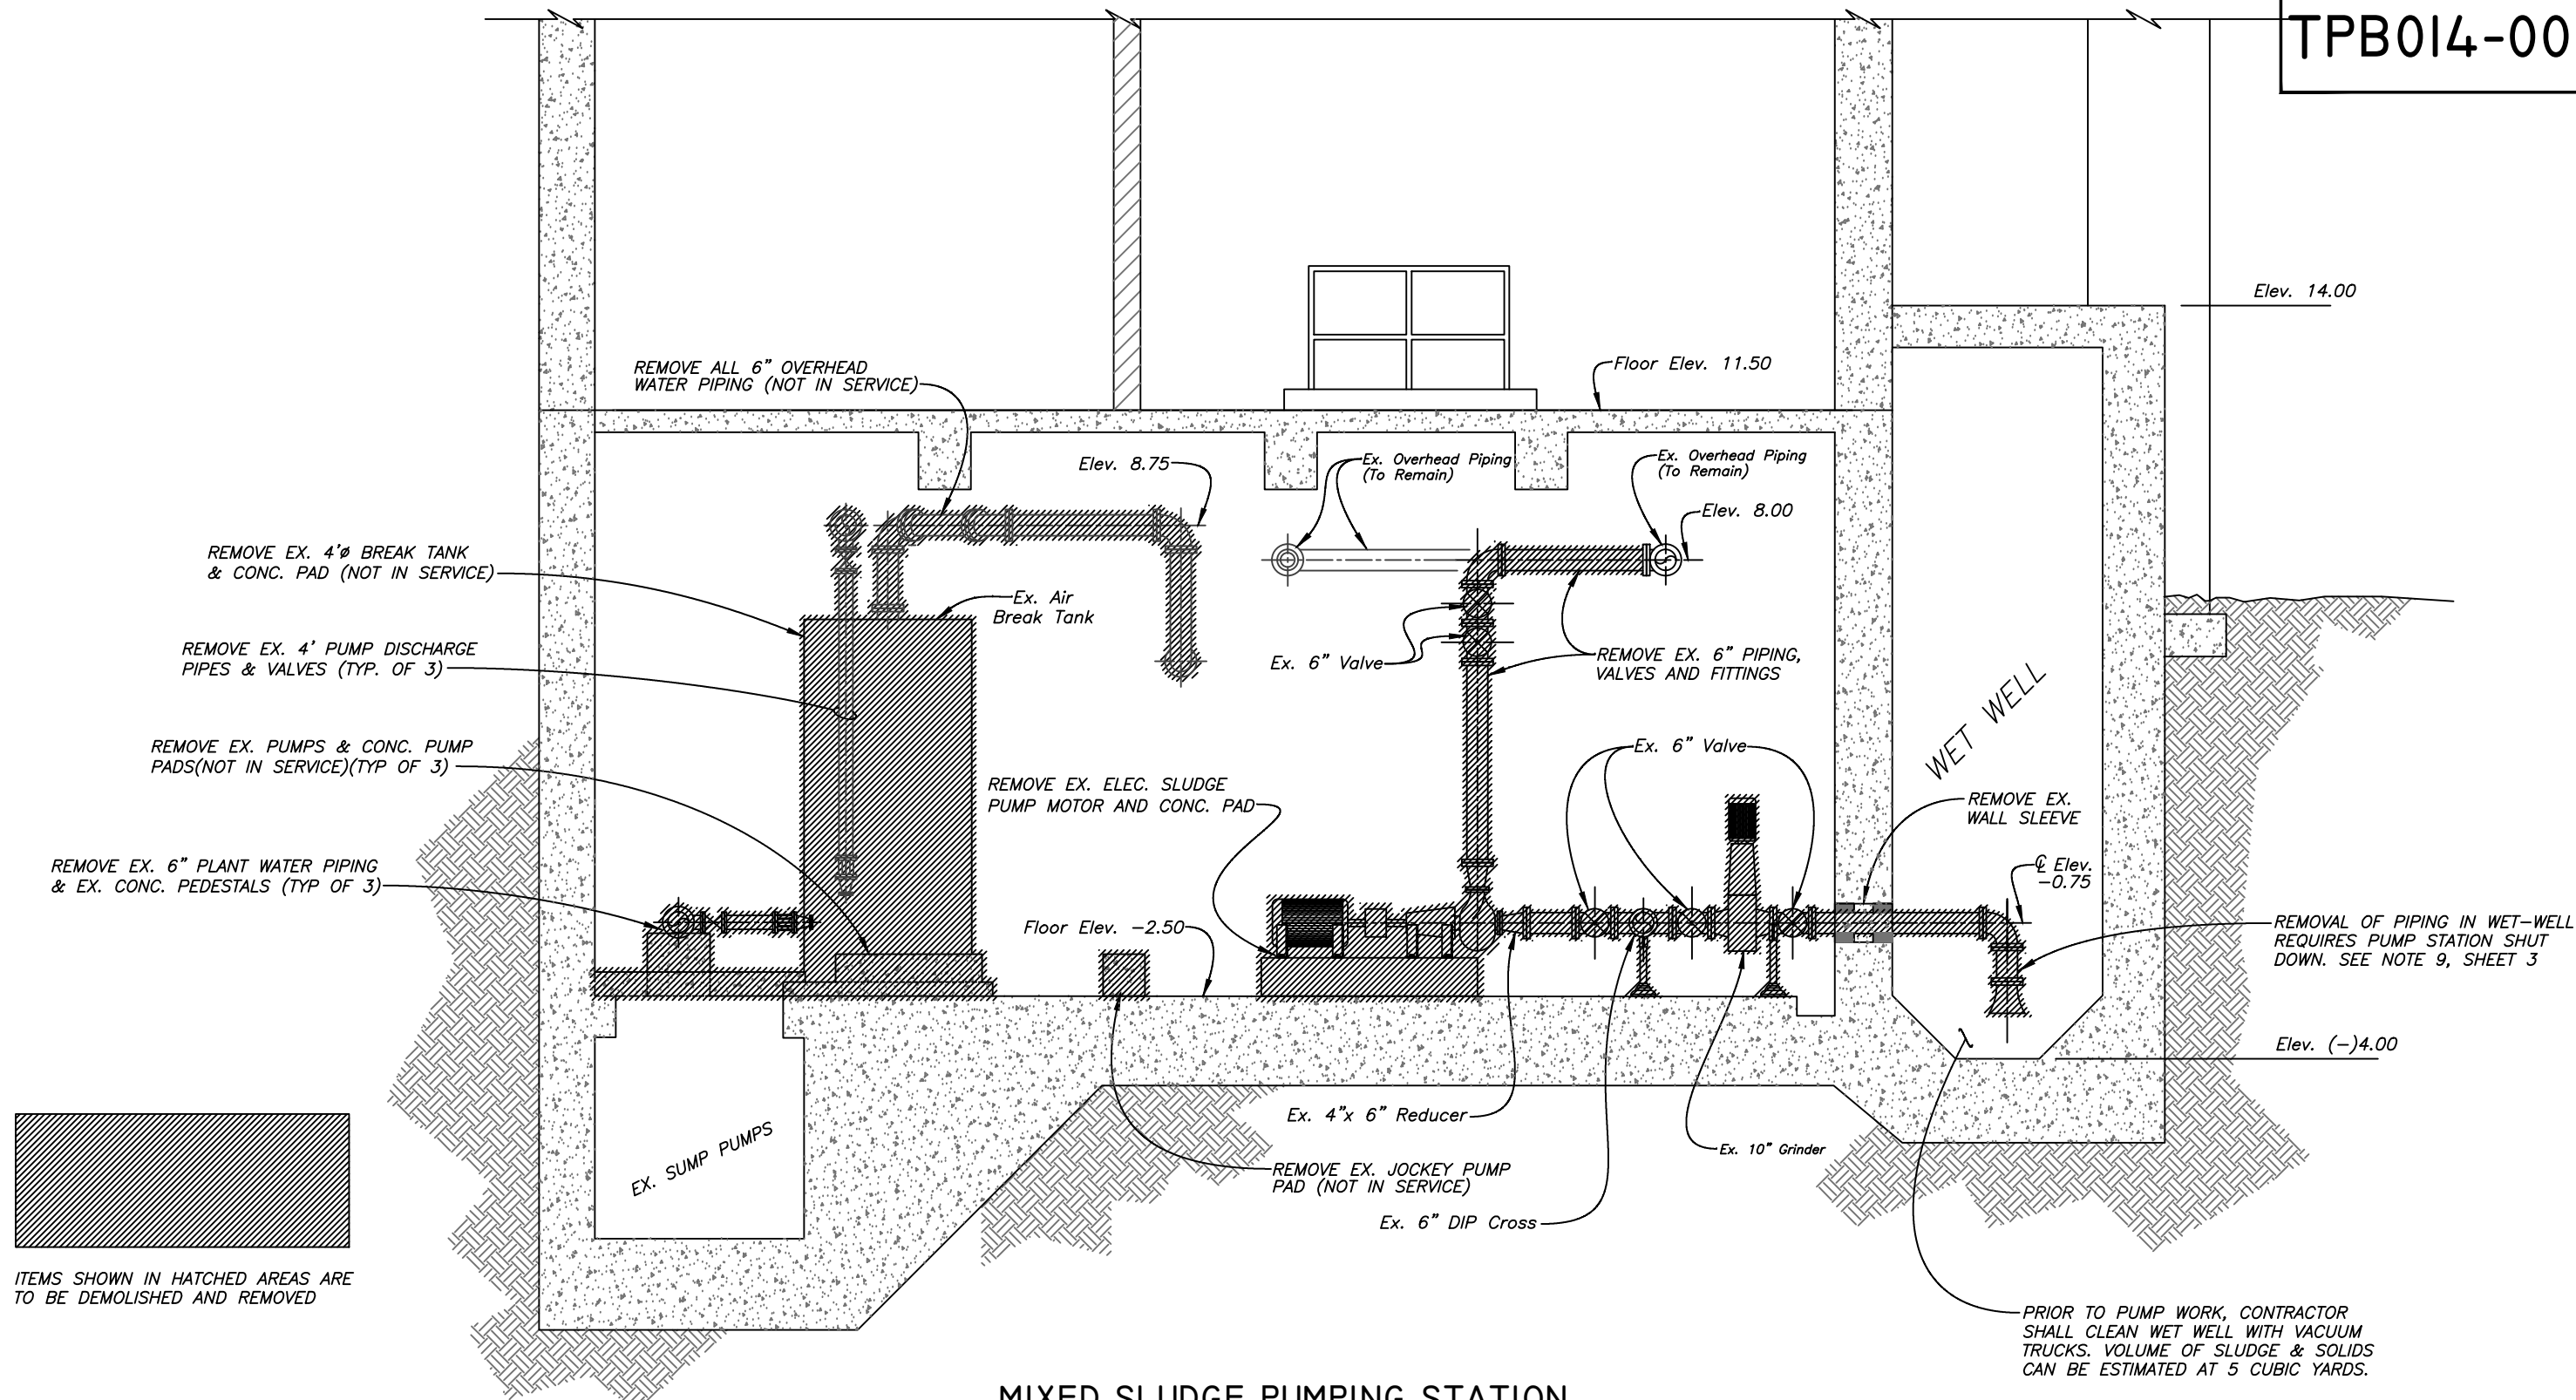 TPB014-00
Elev. 14.00
Floor Elev. 11.50
REMOVE ALL 6” OVERHEAD
WATER PIPING (NOT IN SERVICE)
Elev. 8.75
Ex. Overhead Piping
(To Remain)
Ex. Overhead Piping
(To Remain)
Elev. 8.00
REMOVE EX. 4'ø BREAK TANK
& CONC. PAD (NOT IN SERVICE)
Ex. Air
Break Tank
REMOVE EX. 4' PUMP DISCHARGE
PIPES & VALVES (TYP. OF 3)
Ex. 6” Valve
REMOVE EX. 6” PIPING,
VALVES AND FITTINGS
WET WELL
REMOVE EX. PUMPS & CONC. PUMP
PADS(NOT IN SERVICE)(TYP OF 3)
Ex. 6” Valve
REMOVE EX. ELEC. SLUDGE
PUMP MOTOR AND CONC. PAD
REMOVE EX.
WALL SLEEVE
REMOVE EX. 6” PLANT WATER PIPING
& EX. CONC. PEDESTALS (TYP OF 3)
℄ Elev.
-0.75
Floor Elev. -2.50
REMOVAL OF PIPING IN WET-WELL
REQUIRES PUMP STATION SHUT
DOWN. SEE NOTE 9, SHEET 3
Elev. (-)4.00
Ex. 4”x 6” Reducer
Ex. 10” Grinder
EX. SUMP PUMPS
REMOVE EX. JOCKEY PUMP
PAD (NOT IN SERVICE)
Ex. 6” DIP Cross
ITEMS SHOWN IN HATCHED AREAS ARE
TO BE DEMOLISHED AND REMOVED
PRIOR TO PUMP WORK, CONTRACTOR
SHALL CLEAN WET WELL WITH VACUUM
TRUCKS. VOLUME OF SLUDGE & SOLIDS
CAN BE ESTIMATED AT 5 CUBIC YARDS.
MIXED SLUDGE PUMPING STATION